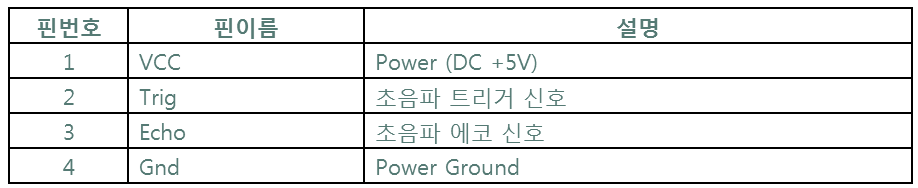 핀번호 핀이름 설명
1 VCC Power (DC +5V)
2 Trig 초음파 트리거 신호
3 Echo 초음파 에코 신호
4 Gnd Power Ground